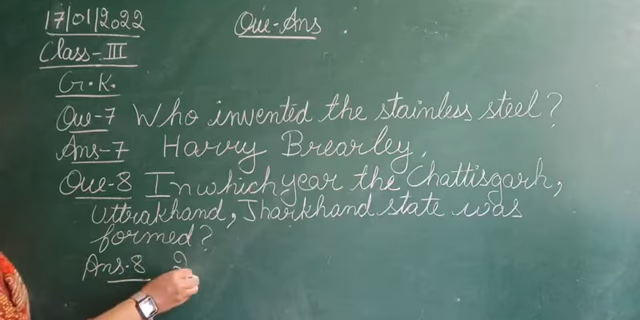 17/01/2022
Que-Ans
Class-III
G.K.
Que-7 Who invented the stainless steel?
Ans-7 Harry Brearley.
Que-8 In which year the Chattisgarh,
Uttrakhand, Jharkhand state was
formed?
Ans-8